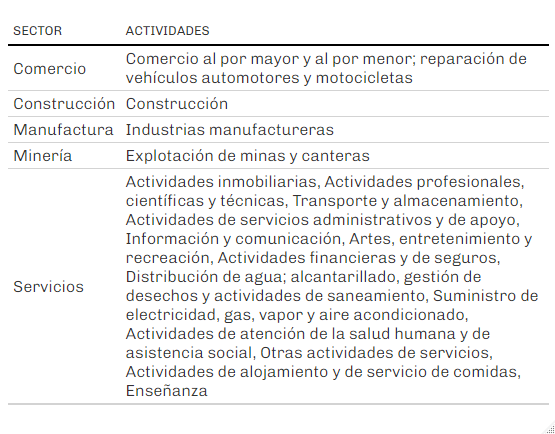 SECTOR ACTIVIDADES
Comercio Comercio al por mayor y al por menor; reparación de
vehículos automotores y motocicletas
Construcción Construcción
Manufactura Industrias manufactureras
Minería Explotación de minas y canteras
Servicios Actividades inmobiliarias, Actividades profesionales,
científicas y técnicas, Transporte y almacenamiento,
Actividades de servicios administrativos y de apoyo,
Información y comunicación, Artes, entretenimiento y
recreación, Actividades financieras y de seguros,
Distribución de agua; alcantarillado, gestión de
desechos y actividades de saneamiento, Suministro de
electricidad, gas, vapor y aire acondicionado,
Actividades de atención de la salud humana y de
asistencia social, Otras actividades de servicios,
Actividades de alojamiento y de servicio de comidas,
Enseñanza